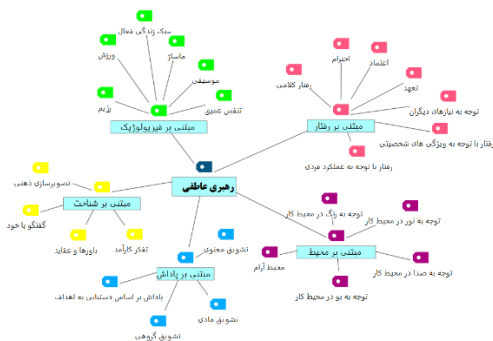 سبک زندگی فعال
ورزش
ماساژ
موسیقی
رژیم
تنفس عمیق
مبتنی بر فیزیولوژیک
احترام
اعتماد
رفتار کلامی
تعهد
توجه به نیازهای دیگران
مبتنی بر رفتار
رفتار با توجه به ویژگی های شخصیتی
رفتار با توجه به عملکرد فردی
رهبری عاطفی
تصویرسازی ذهنی
مبتنی بر شناخت
گفتگو با خود
باورها و عقاید
تفکر کارآمد
توجه به رنگ در محیط کار
توجه به نور در محیط کار
مبتنی بر محیط
محیط آرام
توجه به صدا در محیط کار
توجه به بو در محیط کار
تشویق معنوی
مبتنی بر پاداش
پاداش بر اساس دستیابی به اهداف
تشویق مادی
تشویق گروهی